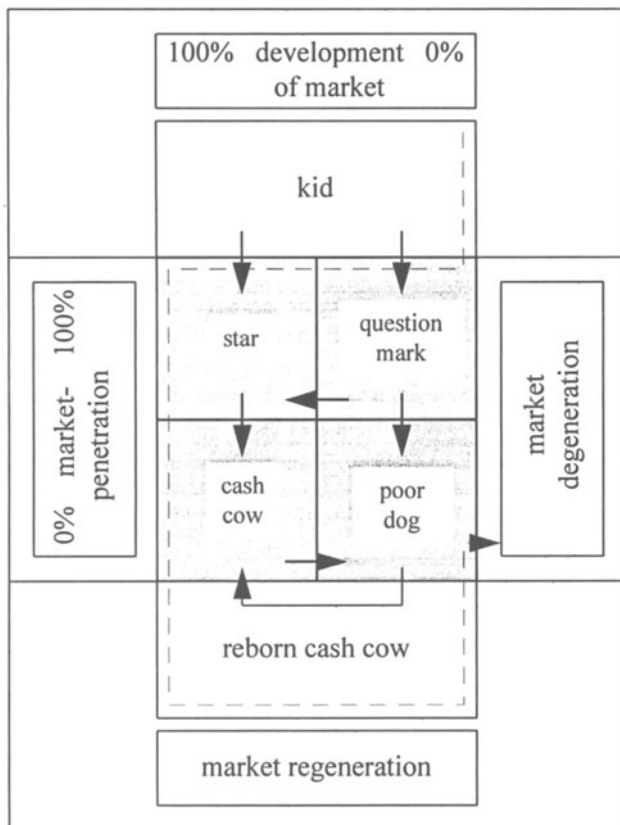 100% development 0%
of market
kid
0% market- 100%
penetration
star
question
mark
market
degeneration
cash
cow
poor
dog
reborn cash cow
market regeneration